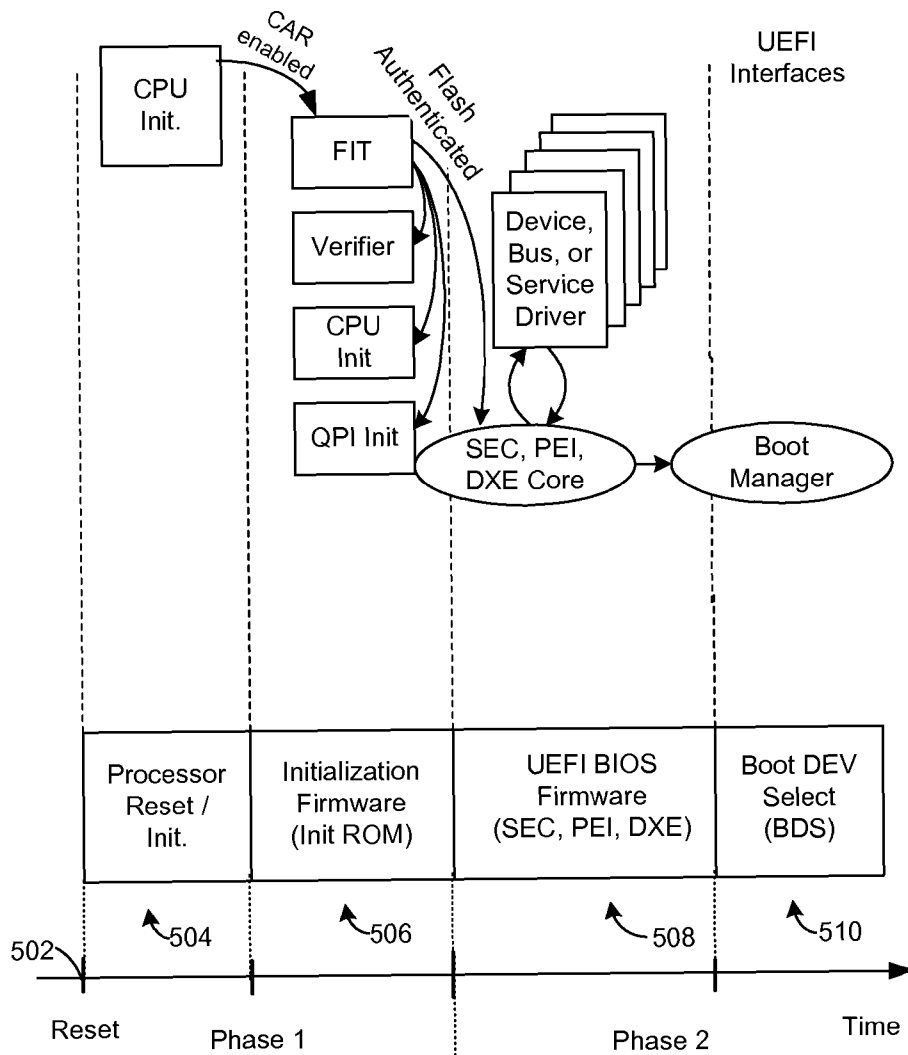 CAR
enabled
Flash
Authenticated
UEFI
Interfaces
CPU
Init.
FIT
Verifier
CPU
Init
QPI Init
Device,
Bus, or
Service
Driver
SEC, PEI,
DXE Core
Boot
Manager
Processor
Reset /
Init.
Initialization
Firmware
(Init ROM)
UEFI BIOS
Firmware
(SEC, PEI, DXE)
Boot DEV
Select
(BDS)
502
504
506
508
510
Reset
Phase 1
Phase 2
Time